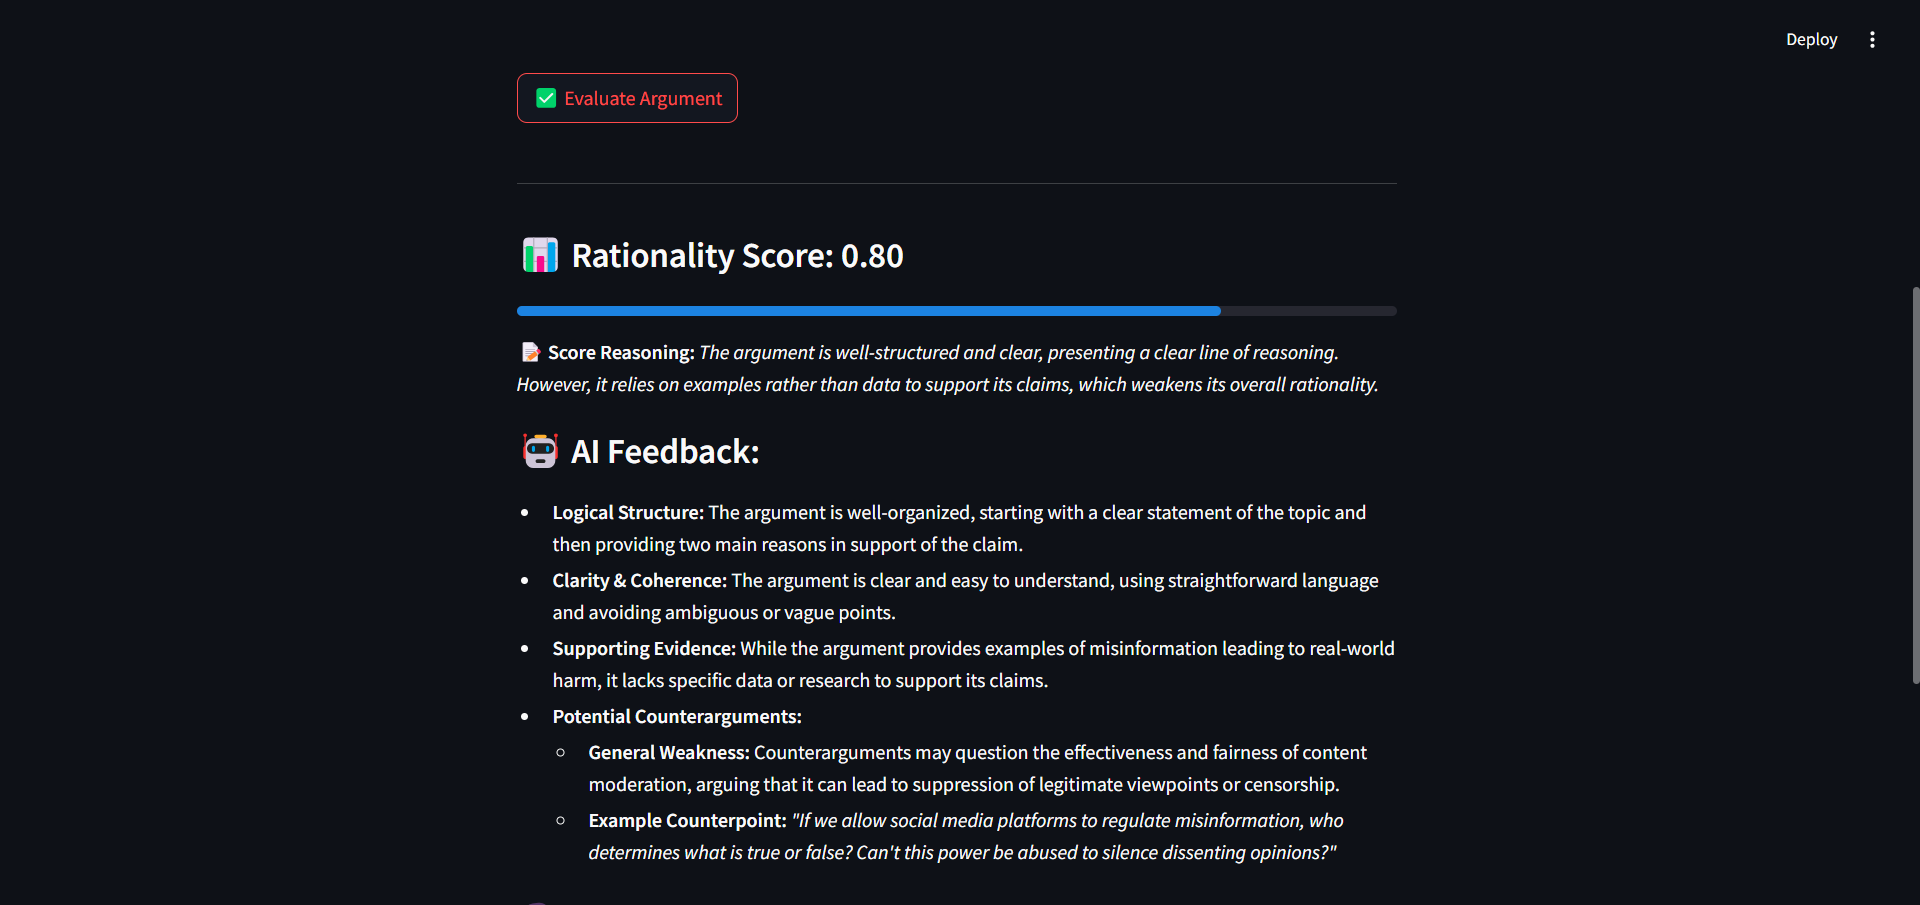 Deploy
Evaluate Argument
Rationality Score: 0.80
Score Reasoning: The argument is well-structured and clear, presenting a clear line of reasoning.
However, it relies on examples rather than data to support its claims, which weakens its overall rationality.
AI Feedback:
Logical Structure: The argument is well-organized, starting with a clear statement of the topic and
then providing two main reasons in support of the claim.
Clarity & Coherence: The argument is clear and easy to understand, using straightforward language
and avoiding ambiguous or vague points.
Supporting Evidence: While the argument provides examples of misinformation leading to real-world
harm, it lacks specific data or research to support its claims.
Potential Counterarguments:
General Weakness: Counterarguments may question the effectiveness and fairness of content
moderation, arguing that it can lead to suppression of legitimate viewpoints or censorship.
Example Counterpoint: "If we allow social media platforms to regulate misinformation, who
determines what is true or false? Can't this power be abused to silence dissenting opinions?"